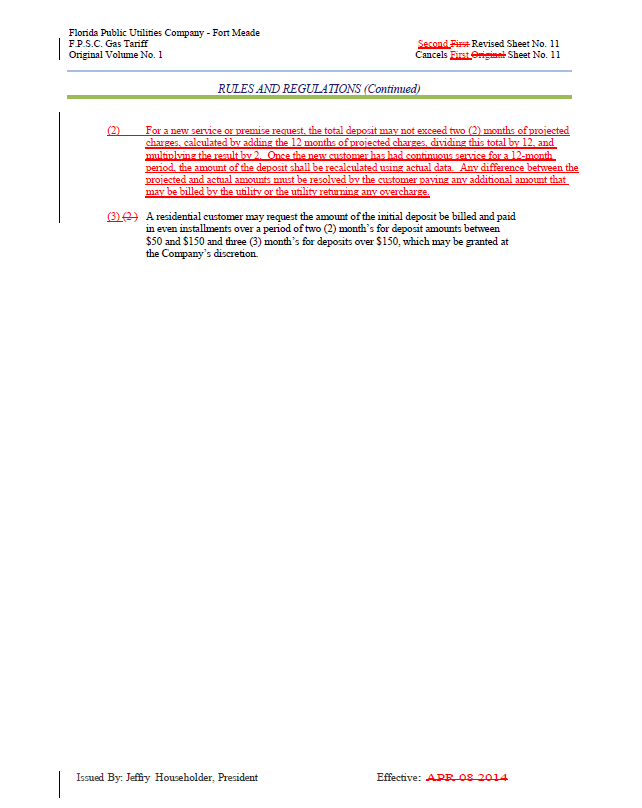 Florida Public Utilities Company - Fort Meade
F.P.S.C. Gas Tariff
Second First Revised Sheet No. 11
Original Volume No. 1
Cancels First Original Sheet No. 11
RULES AND REGULATIONS (Continued)
(2) For a new service or premise request, the total deposit may not exceed two (2) months of projected
charges, calculated by adding the 12 months of projected charges, dividing this total by 12, and
multiplying the result by 2. Once the new customer has had continuous service for a 12-month
period, the amount of the deposit shall be recalculated using actual data. Any difference between the
projected and actual amounts must be resolved by the customer paying any additional amount that
may be billed by the utility or the utility returning any overcharge.
(3) (2 ) A residential customer may request the amount of the initial deposit be billed and paid
in even installments over a period of two (2) month's for deposit amounts between
$50 and $150 and three (3) month's for deposits over $150, which may be granted at
the Company's discretion.
Issued By: Jeffry Householder, President
Effective: APR 08 2014